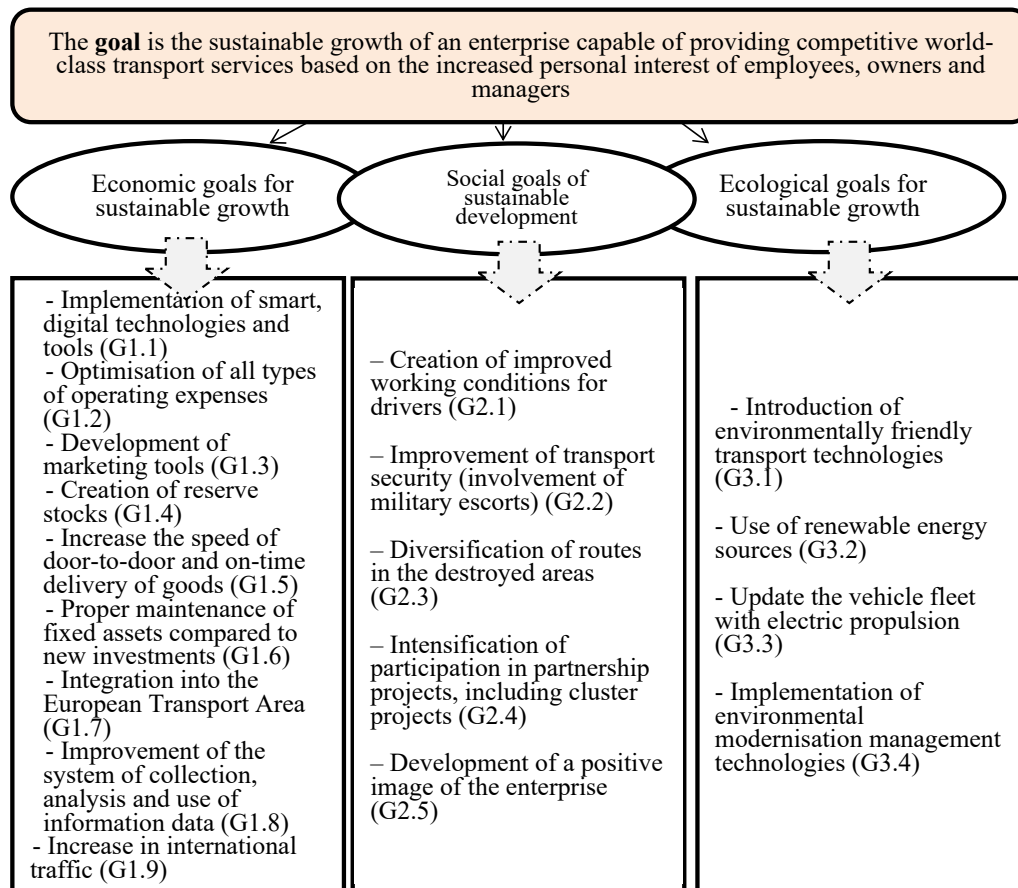 The goal is the sustainable growth of an enterprise capable of providing competitive world-
class transport services based on the increased personal interest of employees, owners and
managers
Economic goals for
sustainable growth
Social goals of
sustainable
development
Ecological goals for
sustainable growth
- Implementation of smart,
digital technologies and
tools (G1.1)
- Optimisation of all types
of operating expenses
(G1.2)
- Development of
marketing tools (G1.3)
- Creation of reserve
stocks (G1.4)
- Increase the speed of
door-to-door and on-time
delivery of goods (G1.5)
- Proper maintenance of
fixed assets compared to
new investments (G1.6)
- Integration into the
European Transport Area
(G1.7)
- Improvement of the
system of collection,
analysis and use of
information data (G1.8)
- Increase in international
traffic (G1.9)
– Creation of improved
working conditions for
drivers (G2.1)
– Improvement of transport
security (involvement of
military escorts) (G2.2)
– Diversification of routes
in the destroyed areas
(G2.3)
– Intensification of
participation in partnership
projects, including cluster
projects (G2.4)
– Development of a positive
image of the enterprise
(G2.5)
- Introduction of
environmentally friendly
transport technologies
(G3.1)
- Use of renewable energy
sources (G3.2)
- Update the vehicle fleet
with electric propulsion
(G3.3)
- Implementation of
environmental
modernisation management
technologies (G3.4)